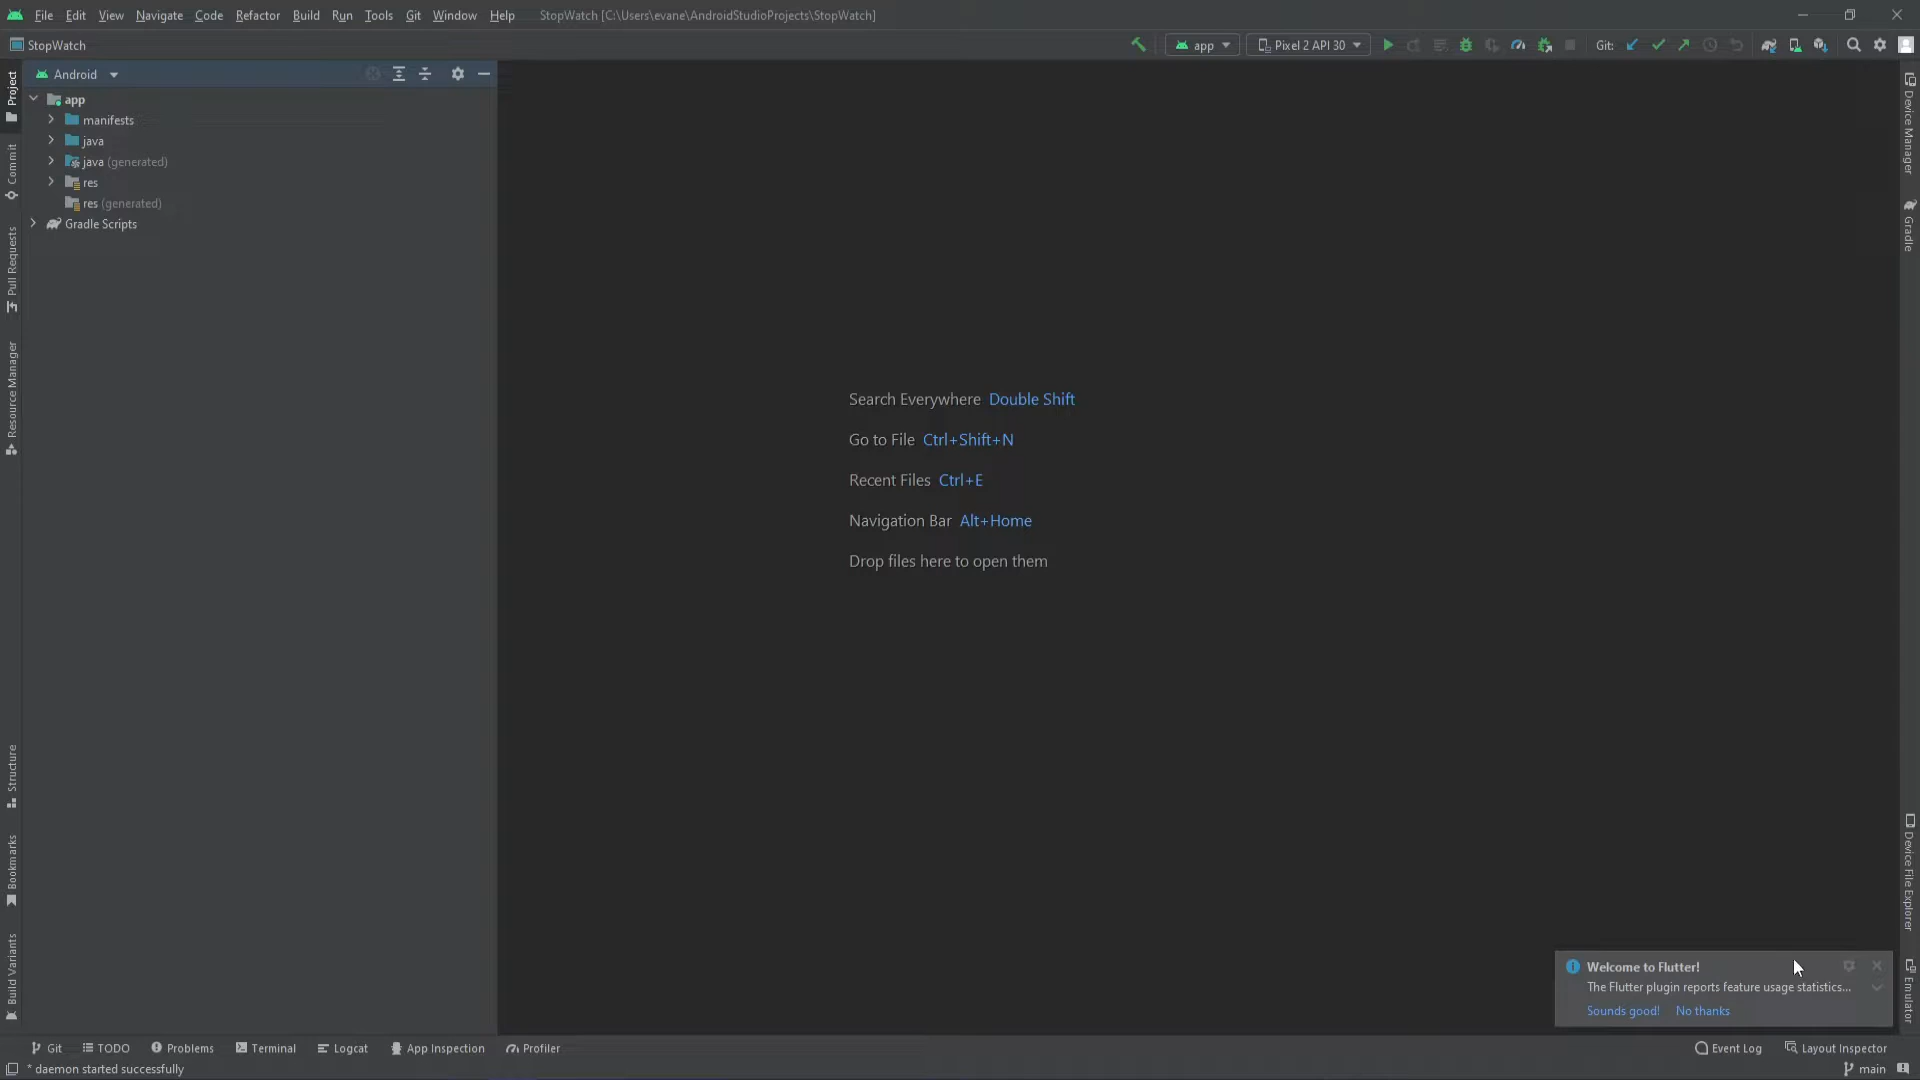 File Edit View Navigate Code Refactor Build Run Tools Git Window Help StopWatch [C:\Users\evane\AndroidStudioProjects\StopWatch]
StopWatch
app
Pixel 2 API 30
Git:
Project
Commit
Pull Requests
Resource Manager
Structure
Bookmarks
Build Variants
Android
app
manifests
java
java (generated)
res
res (generated)
Gradle Scripts
Search Everywhere Double Shift
Go to File Ctrl+Shift+N
Recent Files Ctrl+E
Navigation Bar Alt+Home
Drop files here to open them
Device Manager
Gradle
Device File Explorer
Emulator
Welcome to Flutter!
The Flutter plugin reports feature usage statistics...
Sounds good! No thanks
Git TODO Problems Terminal Logcat App Inspection Profiler Event Log Layout Inspector
* daemon started successfully main